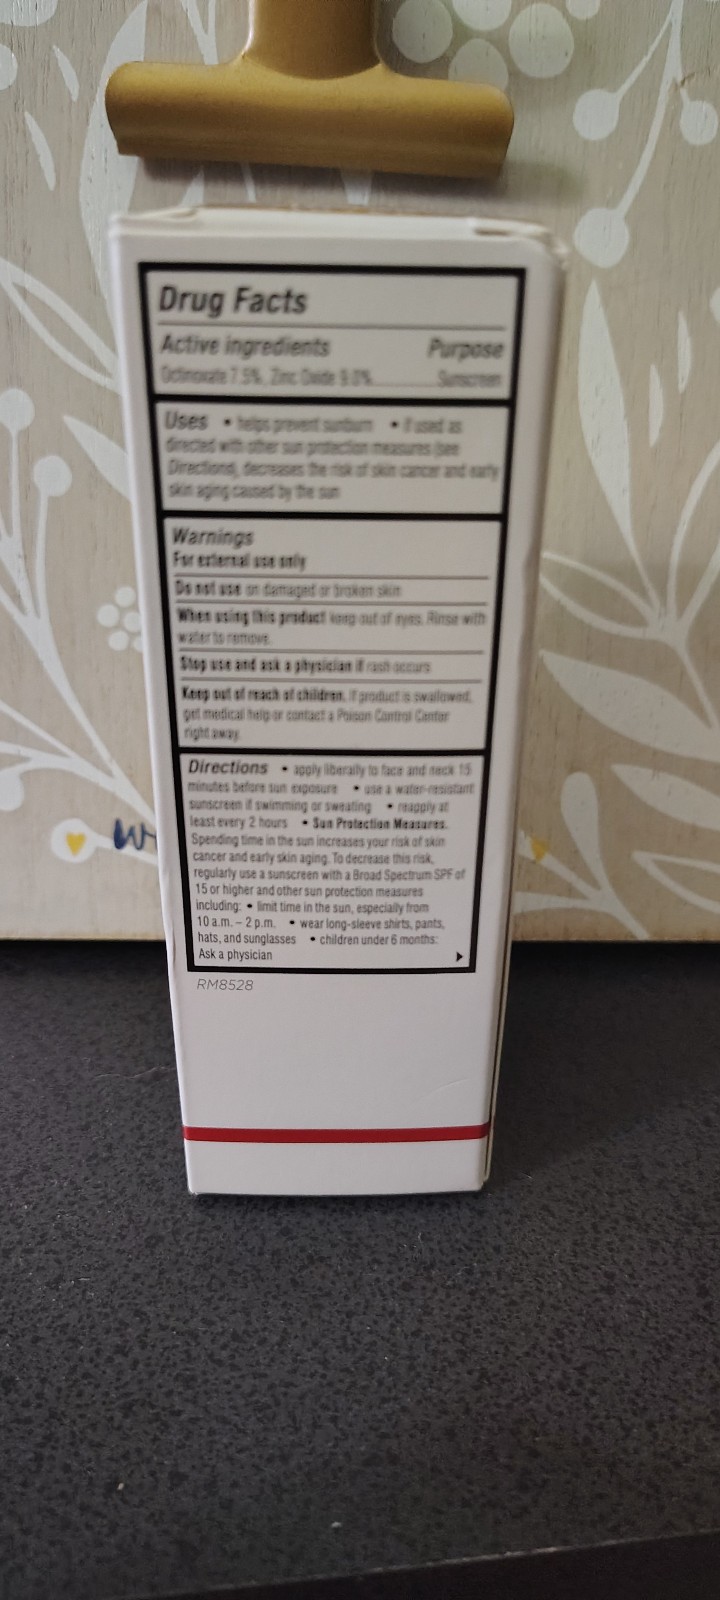 Drug Facts
Active ingredients Purpose
Octinoxate 7.5%, Zinc Oxide 9.0% Sunscreen
Uses • helps prevent sunburn • if used as
directed with other sun protection measures (see
Directions), decreases the risk of skin cancer and early
skin aging caused by the sun
Warnings
For external use only
Do not use on damaged or broken skin
When using this product keep out of eyes. Rinse with
water to remove.
Stop use and ask a physician if rash occurs
Keep out of reach of children. If product is swallowed,
get medical help or contact a Poison Control Center
right away.
Directions • apply liberally to face and neck 15
minutes before sun exposure • use a water-resistant
sunscreen if swimming or sweating • reapply at
least every 2 hours • Sun Protection Measures.
Spending time in the sun increases your risk of skin
cancer and early skin aging. To decrease this risk,
regularly use a sunscreen with a Broad Spectrum SPF of
15 or higher and other sun protection measures
including: • limit time in the sun, especially from
10 a.m. – 2 p.m. • wear long-sleeve shirts, pants,
hats, and sunglasses • children under 6 months:
Ask a physician
RM8528